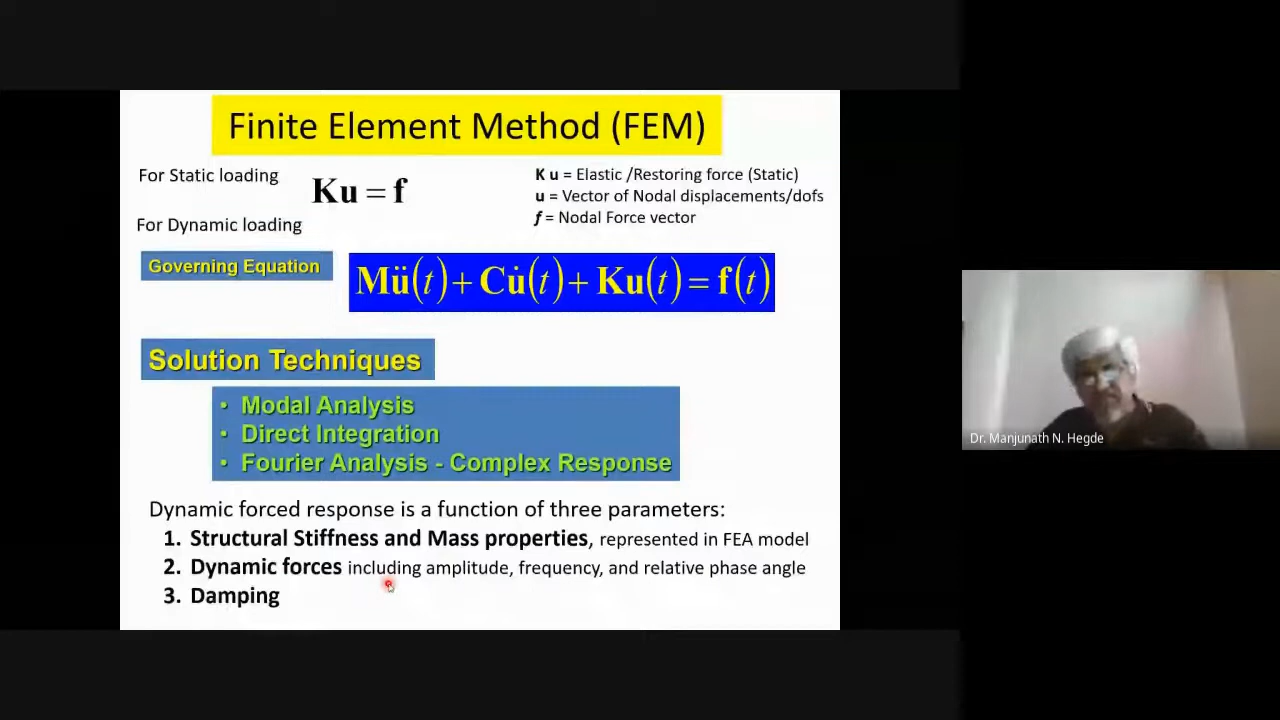 Finite Element Method (FEM)
For Static loading
Ku = f
K u = Elastic /Restoring force (Static)
u = Vector of Nodal displacements/dofs
f = Nodal Force vector
For Dynamic loading
Governing Equation
Mü(t) + Cu̇(t) + Ku(t) = f(t)
Solution Techniques
• Modal Analysis
• Direct Integration
• Fourier Analysis - Complex Response
Dynamic forced response is a function of three parameters:
1. Structural Stiffness and Mass properties, represented in FEA model
2. Dynamic forces including amplitude, frequency, and relative phase angle
3. Damping
Dr. Manjunath N. Hegde